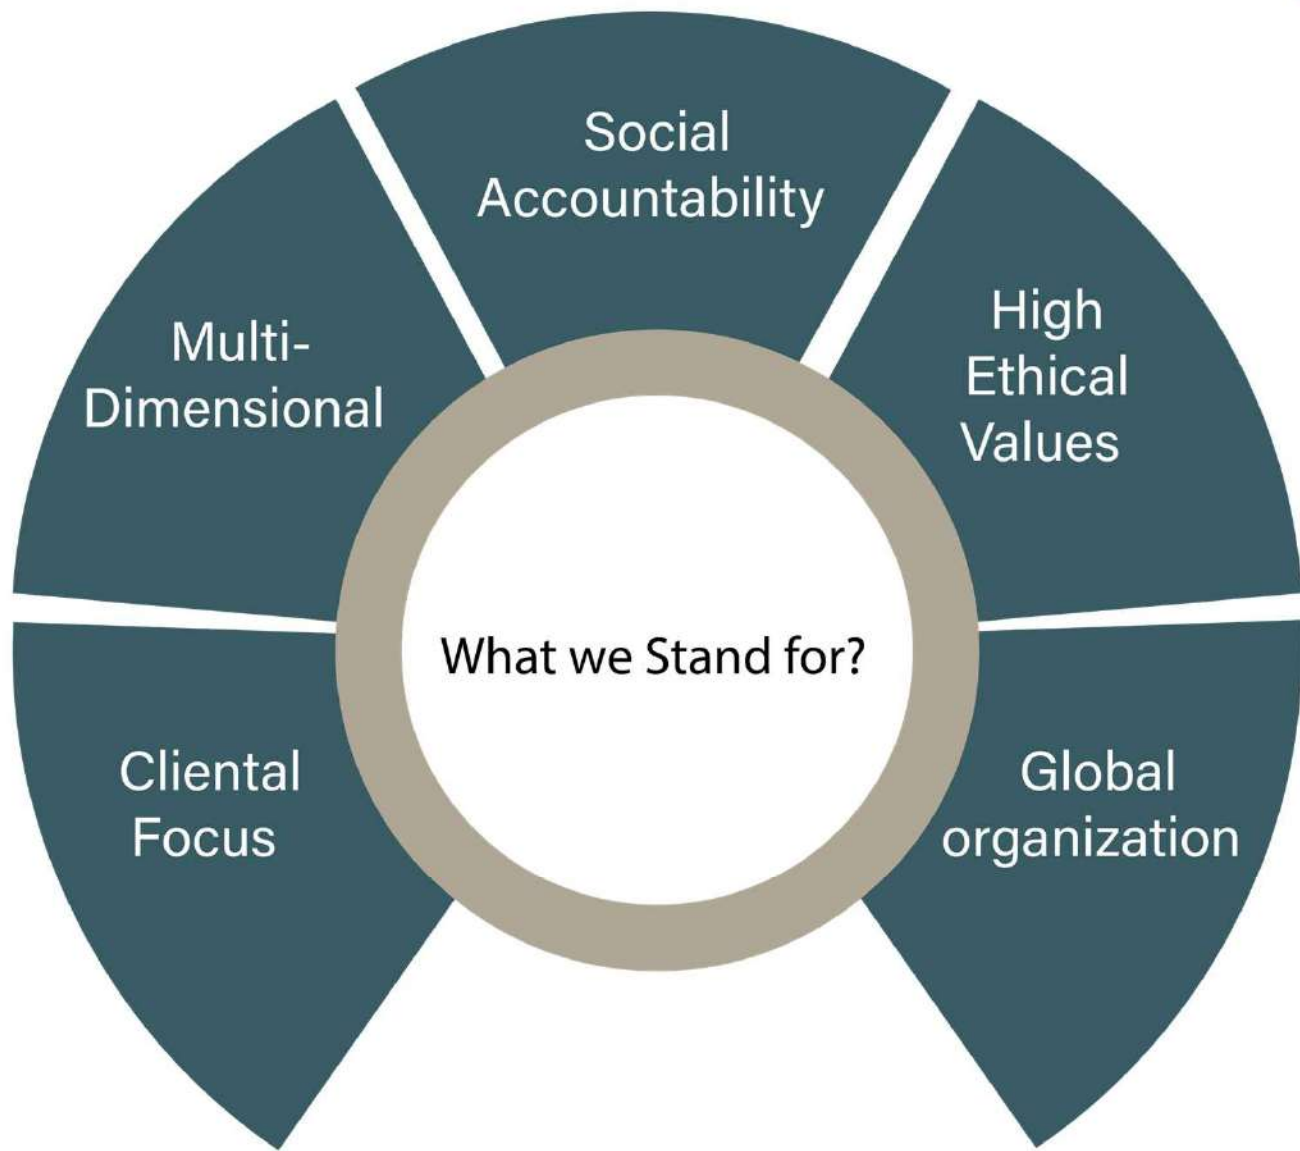 Social
Accountability
Multi-
Dimensional
High
Ethical
Values
What we Stand for?
Cliental
Focus
Global
organization